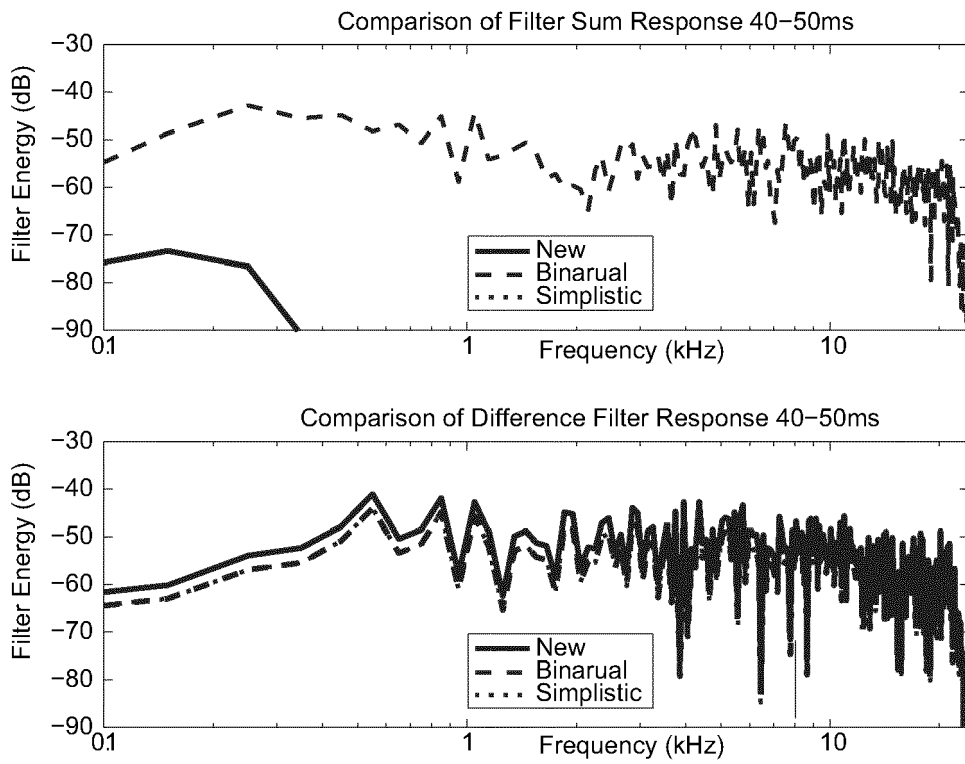 Comparison of Filter Sum Response 40−50ms
−30
−40
−50
−60
−70
−80
−90
Filter Energy (dB)
New
Binarual
Simplistic
0.1
1
10
Frequency (kHz)
Comparison of Difference Filter Response 40−50ms
−30
−40
−50
−60
−70
−80
−90
Filter Energy (dB)
New
Binarual
Simplistic
0.1
1
10
Frequency (kHz)